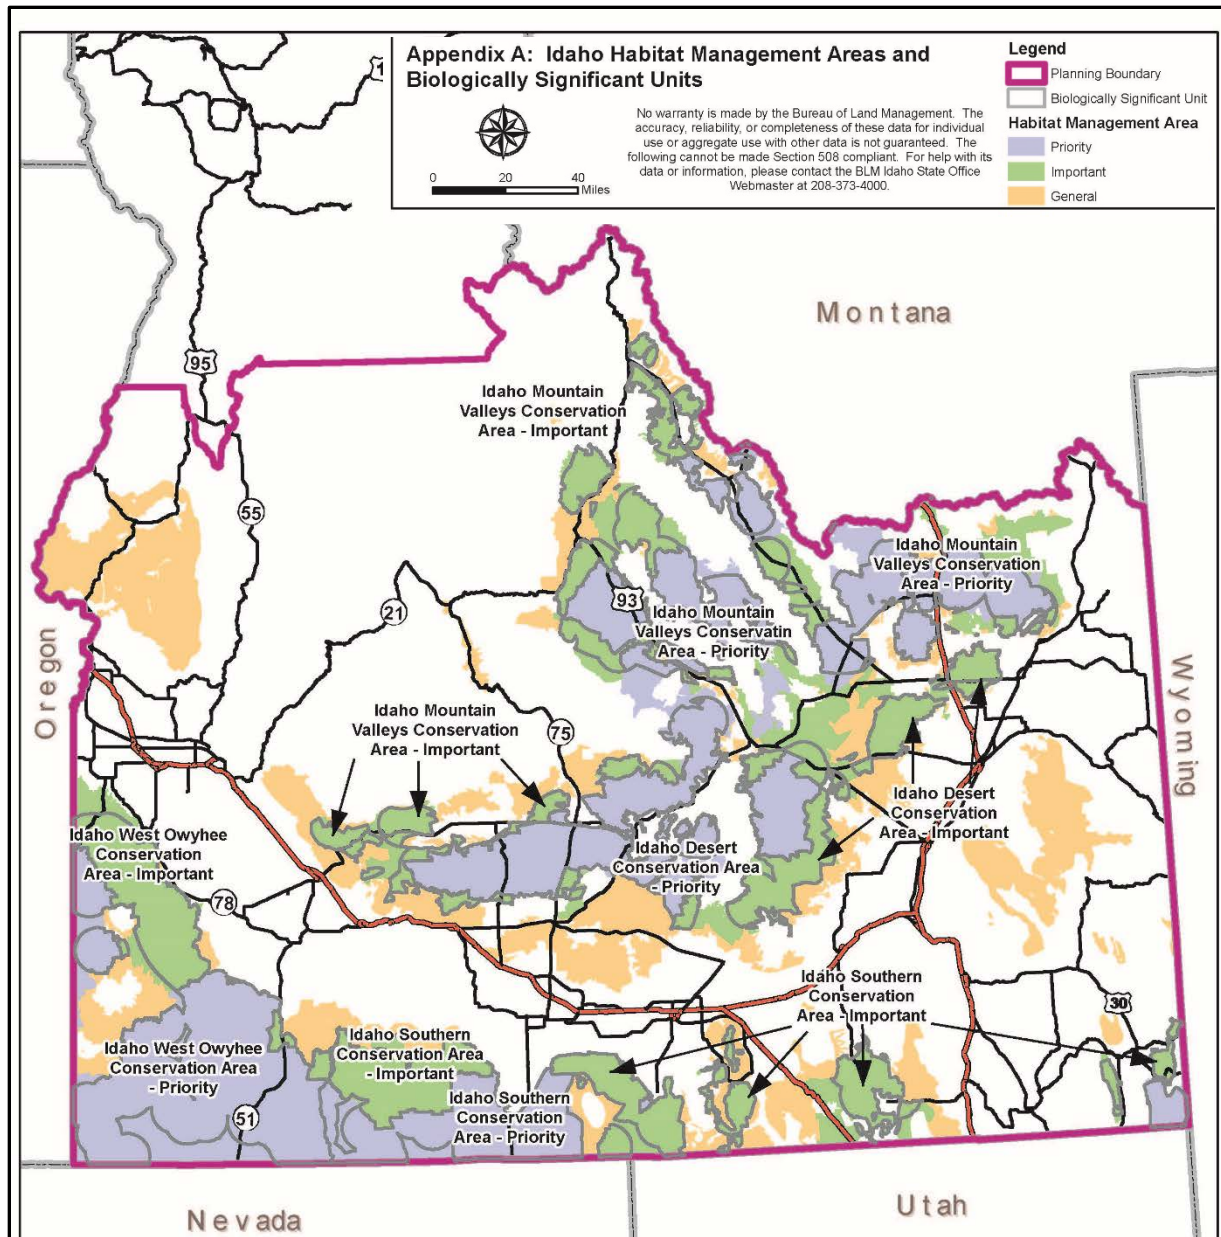 Appendix A: Idaho Habitat Management Areas and
Biologically Significant Units
No warranty is made by the Bureau of Land Management. The
accuracy, reliability, or completeness of these data for individual
use or aggregate use with other data is not guaranteed. The
following cannot be made Section 508 compliant. For help with its
data or information, please contact the BLM Idaho State Office
Webmaster at 208-373-4000.
0 20 40
Miles
Legend
Planning Boundary
Biologically Significant Unit
Habitat Management Area
Priority
Important
General
Montana
95
Idaho Mountain
Valleys Conservation
Area - Important
55
Idaho Mountain
Valleys Conservation
Area - Priority
21
93
Idaho Mountain
Valleys Conservatin
Area - Priority
Oregon
Wyoming
Idaho Mountain
Valleys Conservation
Area - Important
75
Idaho Desert
Conservation
Area - Important
Idaho West Owyhee
Conservation
Area - Important
Idaho Desert
Conservation Area
- Priority
78
Idaho Southern
Conservation
Area - Important
30
Idaho West Owyhee
Conservation Area
- Priority
Idaho Southern
Conservation Area
- Important
Idaho Southern
Conservation
Area - Priority
51
Nevada
Utah